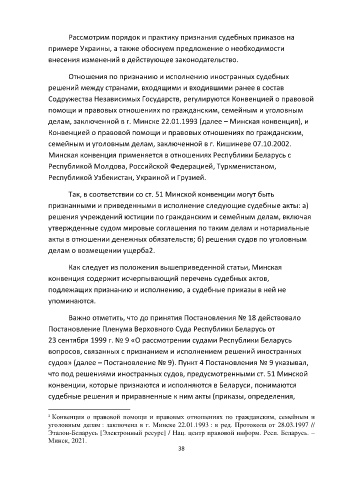 Рассмотрим порядок и практику признания судебных приказов на
примере Украины, а также обоснуем предложение о необходимости
внесения изменений в действующее законодательство.
Отношения по признанию и исполнению иностранных судебных
решений между странами, входящими и входившими ранее в состав
Содружества Независимых Государств, регулируются Конвенцией о правовой
помощи и правовых отношениях по гражданским, семейным и уголовным
делам, заключенной в г. Минске 22.01.1993 (далее – Минская конвенция), и
Конвенцией о правовой помощи и правовых отношениях по гражданским,
семейным и уголовным делам, заключенной в г. Кишиневе 07.10.2002.
Минская конвенция применяется в отношениях Республики Беларусь с
Республикой Молдова, Российской Федерацией, Туркменистаном,
Республикой Узбекистан, Украиной и Грузией.
Так, в соответствии со ст. 51 Минской конвенции могут быть
признанными и приведенными в исполнение следующие судебные акты: а)
решения учреждений юстиции по гражданским и семейным делам, включая
утвержденные судом мировые соглашения по таким делам и нотариальные
акты в отношении денежных обязательств; б) решения судов по уголовным
делам о возмещении ущерба2.
Как следует из положения вышеприведенной статьи, Минская
конвенция содержит исчерпывающий перечень судебных актов,
подлежащих признанию и исполнению, а судебные приказы в ней не
упоминаются.
Важно отметить, что до принятия Постановления № 18 действовало
Постановление Пленума Верховного Суда Республики Беларусь от
23 сентября 1999 г. № 9 «О рассмотрении судами Республики Беларусь
вопросов, связанных с признанием и исполнением решений иностранных
судов» (далее – Постановление № 9). Пункт 4 Постановления № 9 указывал,
что под решениями иностранных судов, предусмотренными ст. 51 Минской
конвенции, которые признаются и исполняются в Беларуси, понимаются
судебные решения и приравненные к ним акты (приказы, определения,
² Конвенция о правовой помощи и правовых отношениях по гражданским, семейным и
уголовным делам : заключена в г. Минске 22.01.1993 : в ред. Протокола от 28.03.1997 //
Эталон-Беларусь [Электронный ресурс] / Нац. центр правовой информ. Респ. Беларусь. –
Минск, 2021.
38